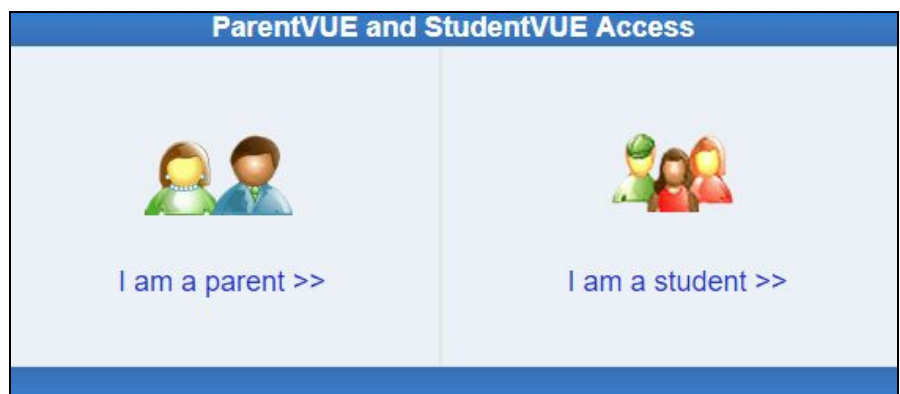 ParentVUE and StudentVUE Access
I am a parent >>
I am a student >>